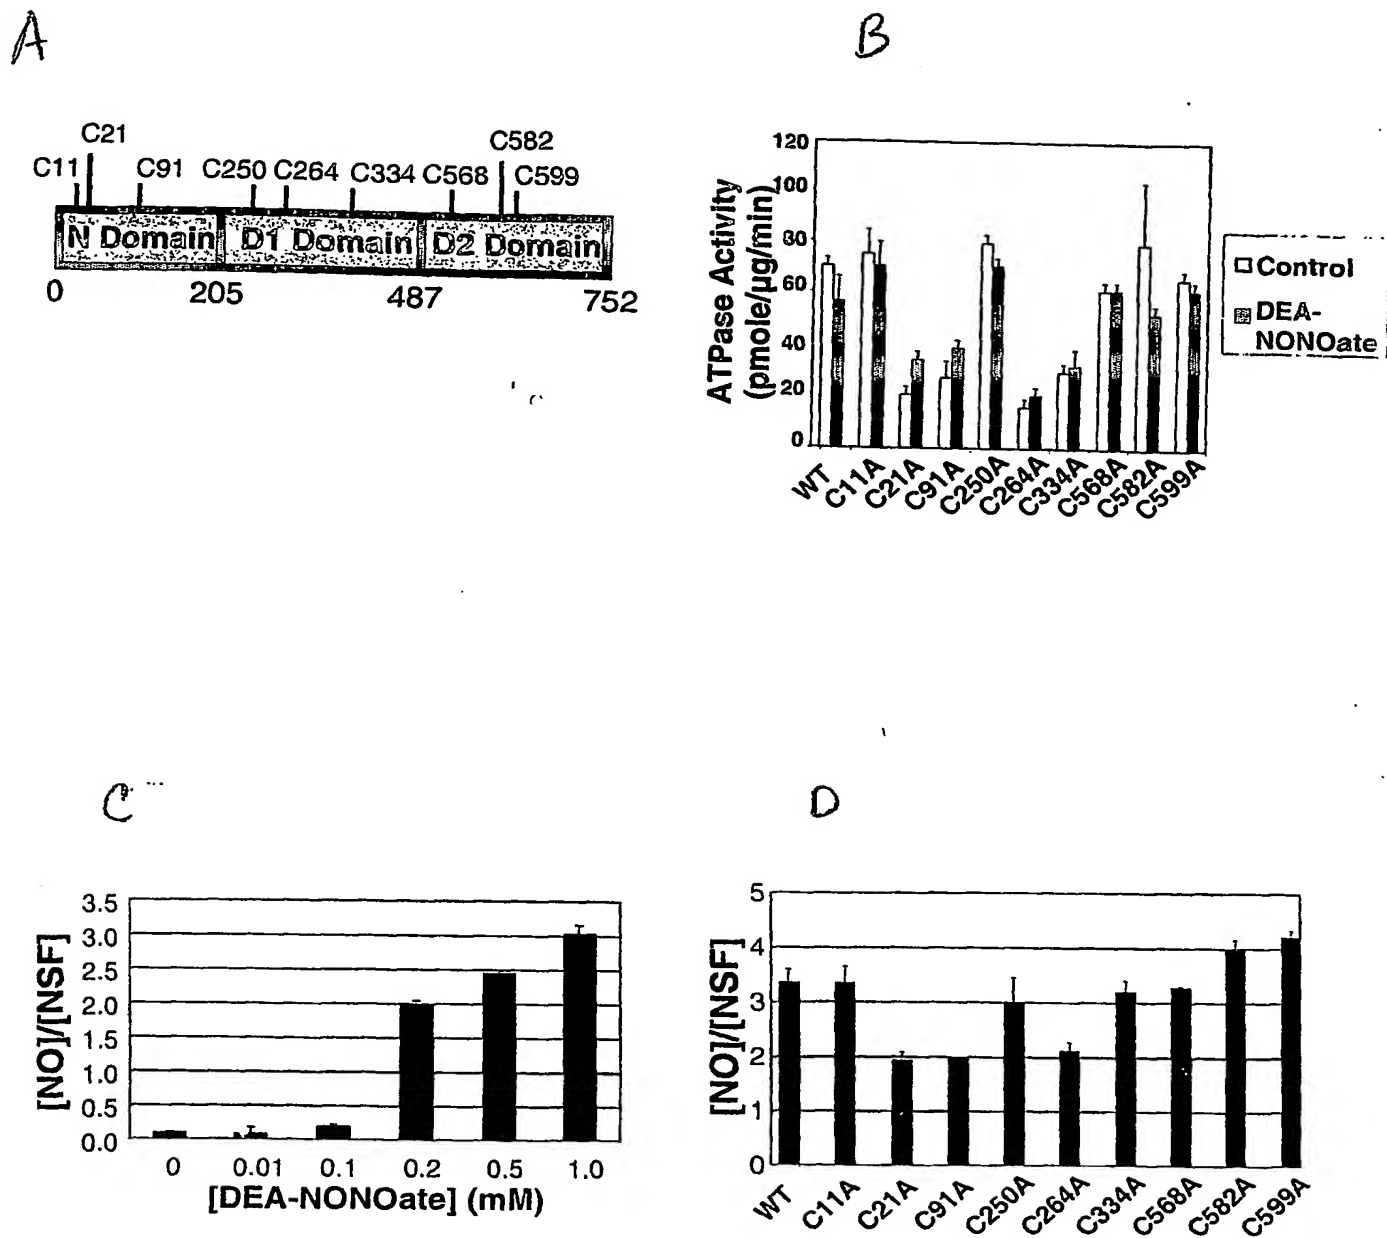 A
C21
C11
C91
C250
C264
C334
C568
C582
C599
N Domain
D1 Domain
D2 Domain
0
205
487
752
B
ATPase Activity
(pmole/µg/min)
120
100
80
60
40
20
0
WT
C11A
C21A
C91A
C250A
C264A
C334A
C568A
C582A
C599A
Control
DEA-
NONOate
C
[NO]/[NSF]
3.5
3.0
2.5
2.0
1.5
1.0
0.5
0.0
0
0.01
0.1
0.2
0.5
1.0
[DEA-NONOate] (mM)
D
[NO]/[NSF]
5
4
3
2
1
0
WT
C11A
C21A
C91A
C250A
C264A
C334A
C568A
C582A
C599A